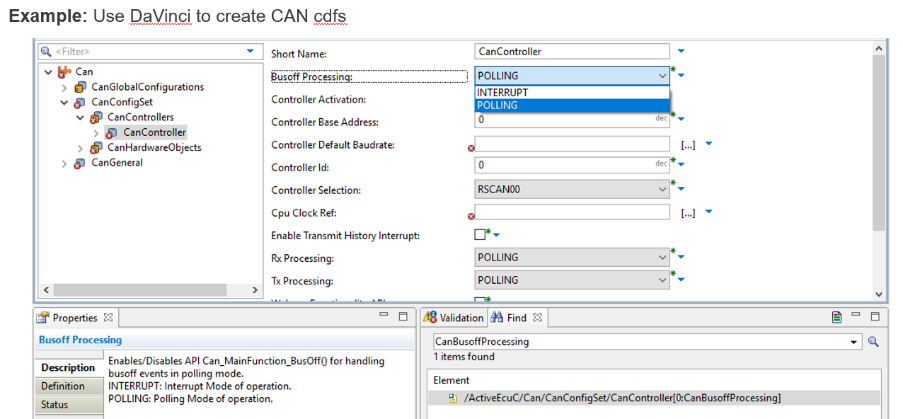 Example: Use DaVinci to create CAN cdfs
<Filter>
Can
CanGlobalConfigurations
CanConfigSet
CanControllers
CanController
CanHardwareObjects
CanGeneral
Short Name: CanController
Busoff Processing: POLLING
INTERRUPT
POLLING
Controller Activation:
Controller Base Address: 0 dec
Controller Default Baudrate: [...]
Controller Id: 0 dec
Controller Selection: RSCAN00
Cpu Clock Ref: [...]
Enable Transmit History Interrupt:
Rx Processing: POLLING
Tx Processing: POLLING
Properties
Busoff Processing
Description
Definition
Status
Enables/Disables API Can_MainFunction_BusOff() for handling
busoff events in polling mode.
INTERRUPT: Interrupt Mode of operation.
POLLING: Polling Mode of operation.
Validation Find
CanBusoffProcessing
1 items found
Element
/ActiveEcuC/Can/CanConfigSet/CanController[0:CanBusoffProcessing]